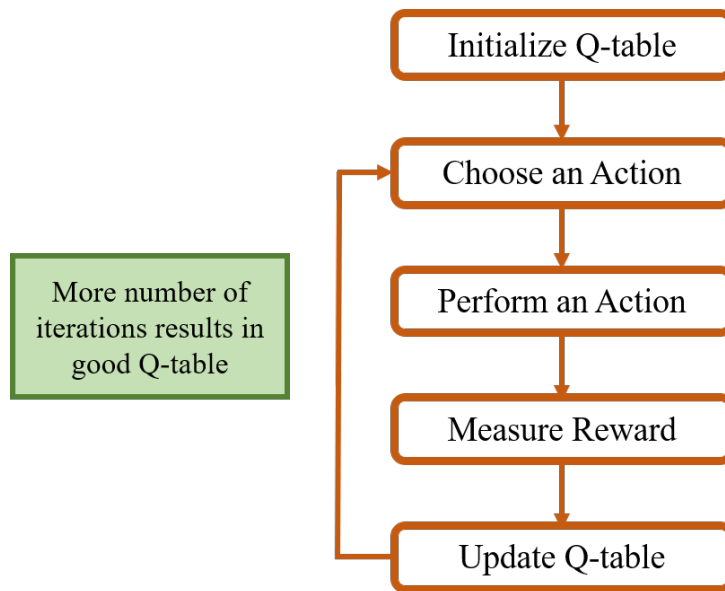 Initialize Q-table
Choose an Action
More number of
iterations results in
good Q-table
Perform an Action
Measure Reward
Update Q-table